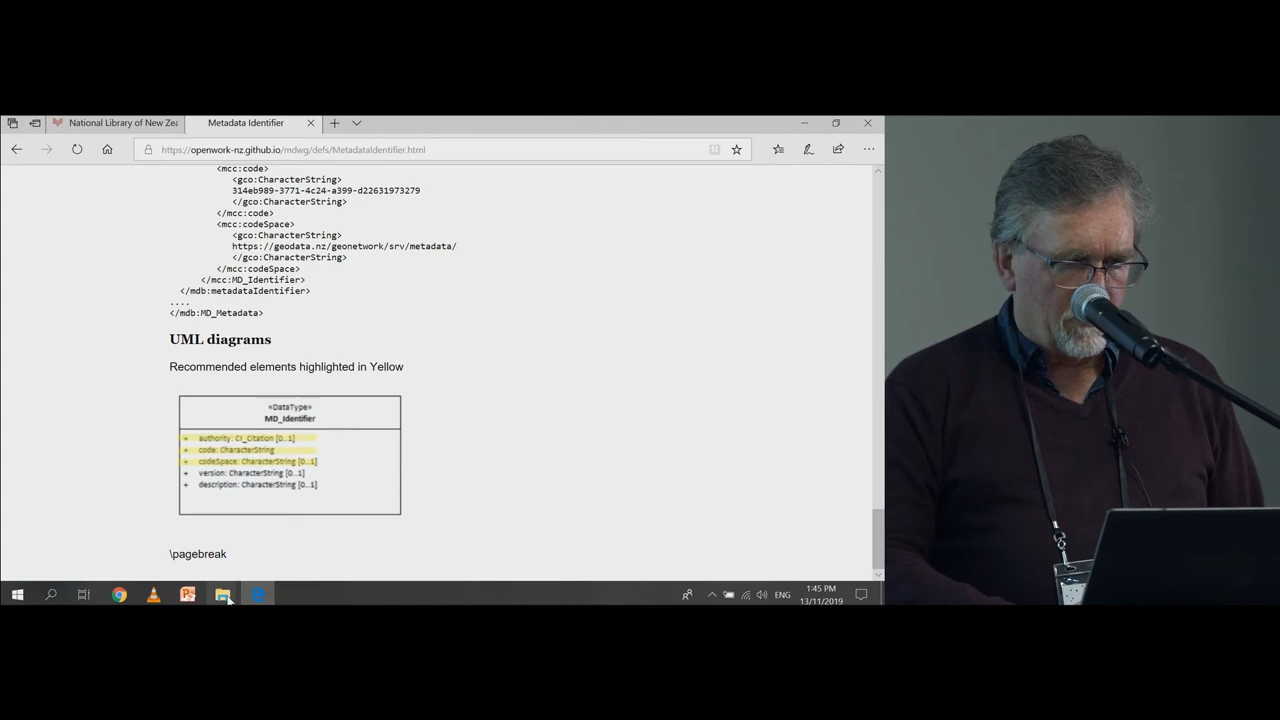 National Library of New Zea
Metadata Identifier
https://openwork-nz.github.io/mdwg/defs/MetadataIdentifier.html
<mcc:code>
<gco:CharacterString>
314eb989-3771-4c24-a399-d22631973279
</gco:CharacterString>
</mcc:code>
<mcc:codeSpace>
<gco:CharacterString>
https://geodata.nz/geonetwork/srv/metadata/
</gco:CharacterString>
</mcc:codeSpace>
</mcc:MD_Identifier>
</mdb:metadataIdentifier>
....
</mdb:MD_Metadata>
UML diagrams
Recommended elements highlighted in Yellow
«DataType»
MD_Identifier
+ authority: CI_Citation [0..1]
+ code: CharacterString
+ codeSpace: CharacterString [0..1]
+ version: CharacterString [0..1]
+ description: CharacterString [0..1]
\pagebreak
ENG
1:45 PM
13/11/2019